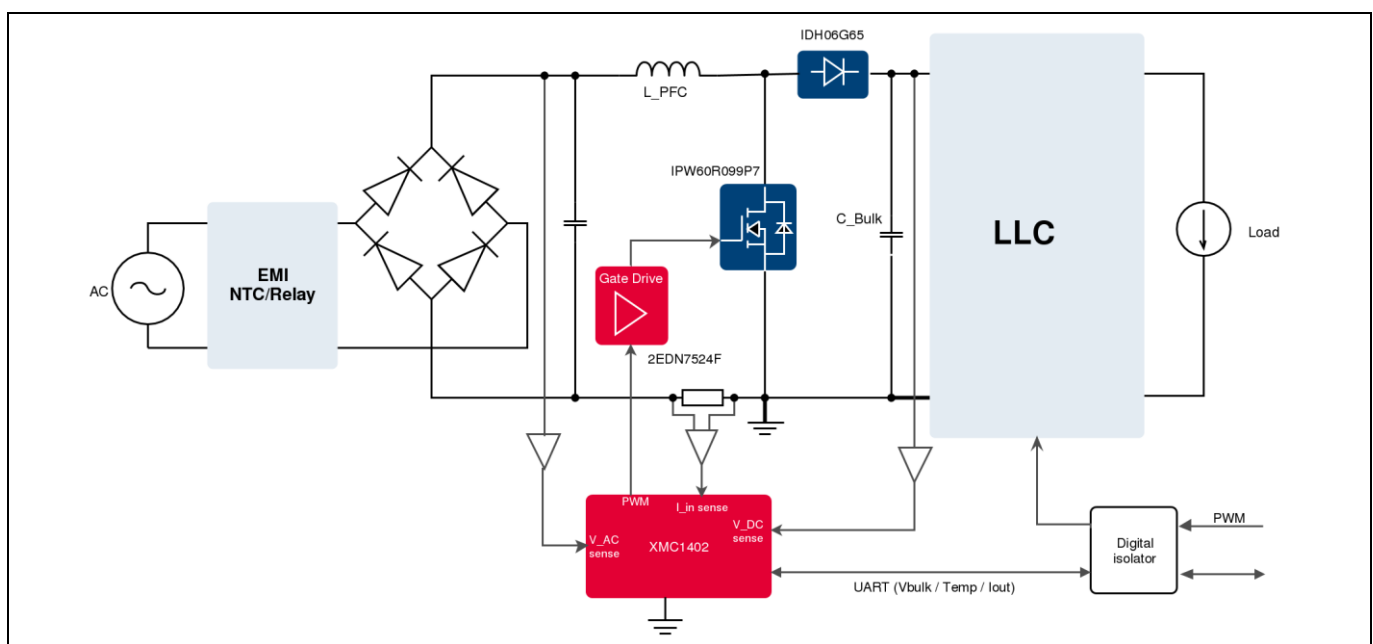 IDH06G65
L_PFC
IPW60R099P7
C_Bulk
LLC
Load
AC
EMI
NTC/Relay
Gate Drive
2EDN7524F
PWM
I_in sense
V_DC
sense
V_AC
sense
XMC1402
Digital
isolator
PWM
UART (Vbulk / Temp / Iout)